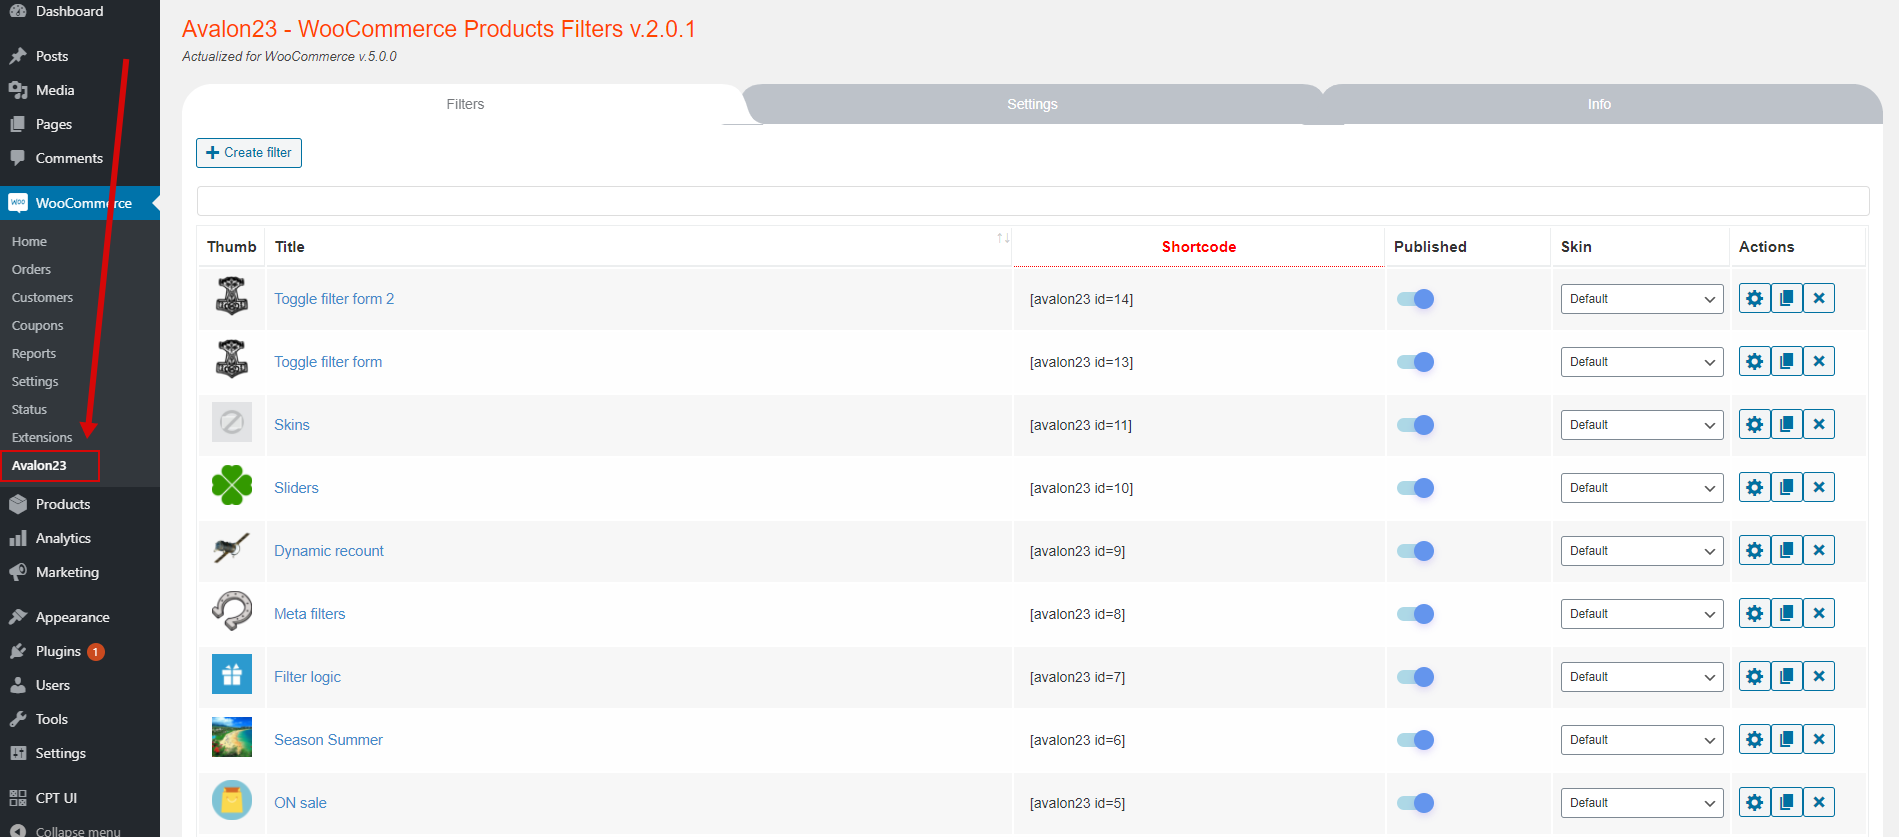 Dashboard
Posts
Media
Pages
Comments
Woo WooCommerce
Home
Orders
Customers
Coupons
Reports
Settings
Status
Extensions
Avalon23
Products
Analytics
Marketing
Appearance
Plugins 1
Users
Tools
Settings
CPT UI
Collapse menu
Avalon23 - WooCommerce Products Filters v.2.0.1
Actualized for WooCommerce v.5.0.0
Filters Settings Info
Create filter
Thumb Title Shortcode Published Skin Actions
Toggle filter form 2 [avalon23 id=14] Default
Toggle filter form [avalon23 id=13] Default
Skins [avalon23 id=11] Default
Sliders [avalon23 id=10] Default
Dynamic recount [avalon23 id=9] Default
Meta filters [avalon23 id=8] Default
Filter logic [avalon23 id=7] Default
Season Summer [avalon23 id=6] Default
ON sale [avalon23 id=5] Default